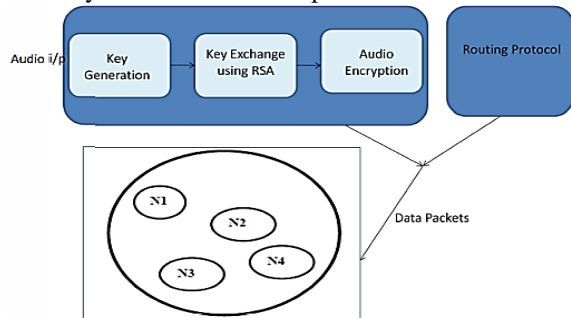 Audio i/p
Key
Generation
Key Exchange
using RSA
Audio
Encryption
Routing Protocol
N1
N2
N3
N4
Data Packets